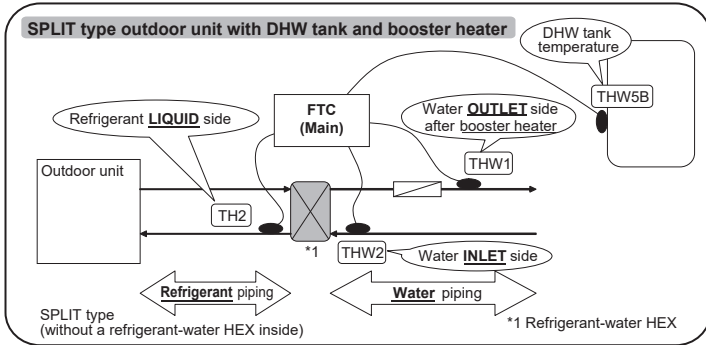 SPLIT type outdoor unit with DHW tank and booster heater
DHW tank
temperature
THW5B
FTC
(Main)
Refrigerant LIQUID side
Water OUTLET side
after booster heater
THW1
Outdoor unit
TH2
*1
THW2
Water INLET side
Refrigerant piping
Water piping
SPLIT type
(without a refrigerant-water HEX inside)
*1 Refrigerant-water HEX